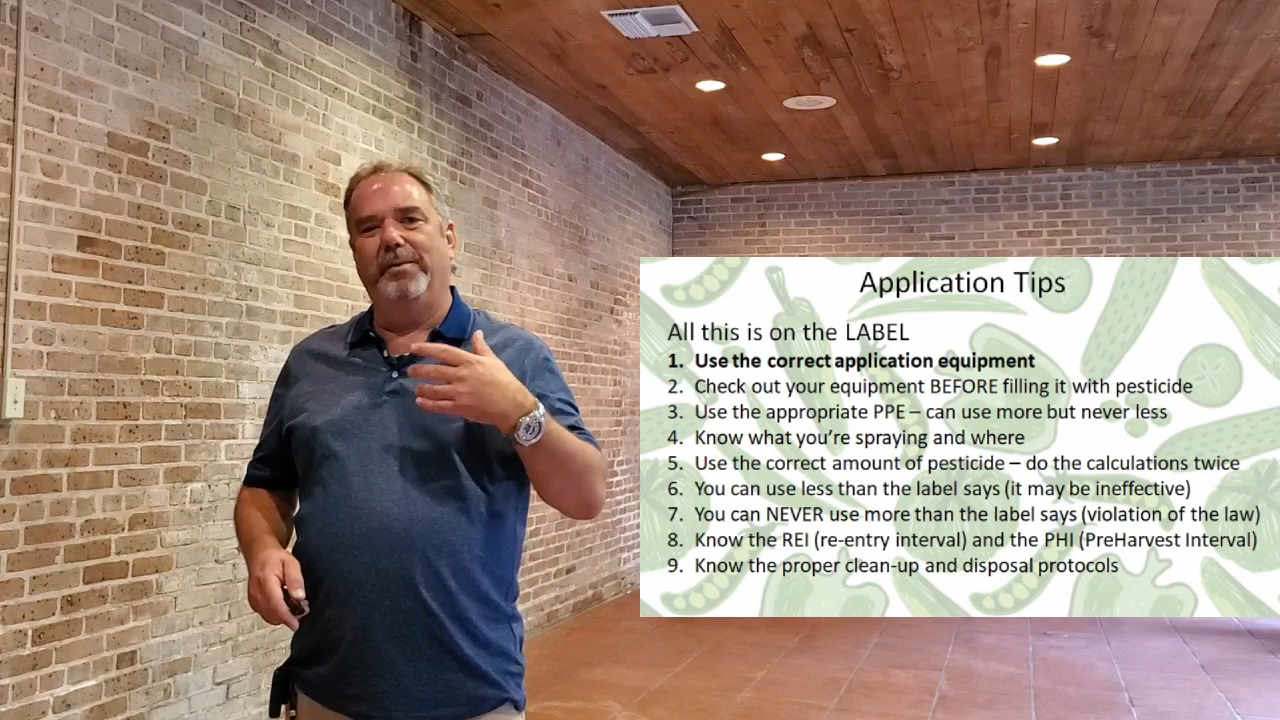 Application Tips
All this is on the LABEL
1. Use the correct application equipment
2. Check out your equipment BEFORE filling it with pesticide
3. Use the appropriate PPE – can use more but never less
4. Know what you’re spraying and where
5. Use the correct amount of pesticide – do the calculations twice
6. You can use less than the label says (it may be ineffective)
7. You can NEVER use more than the label says (violation of the law)
8. Know the REI (re-entry interval) and the PHI (PreHarvest Interval)
9. Know the proper clean-up and disposal protocols